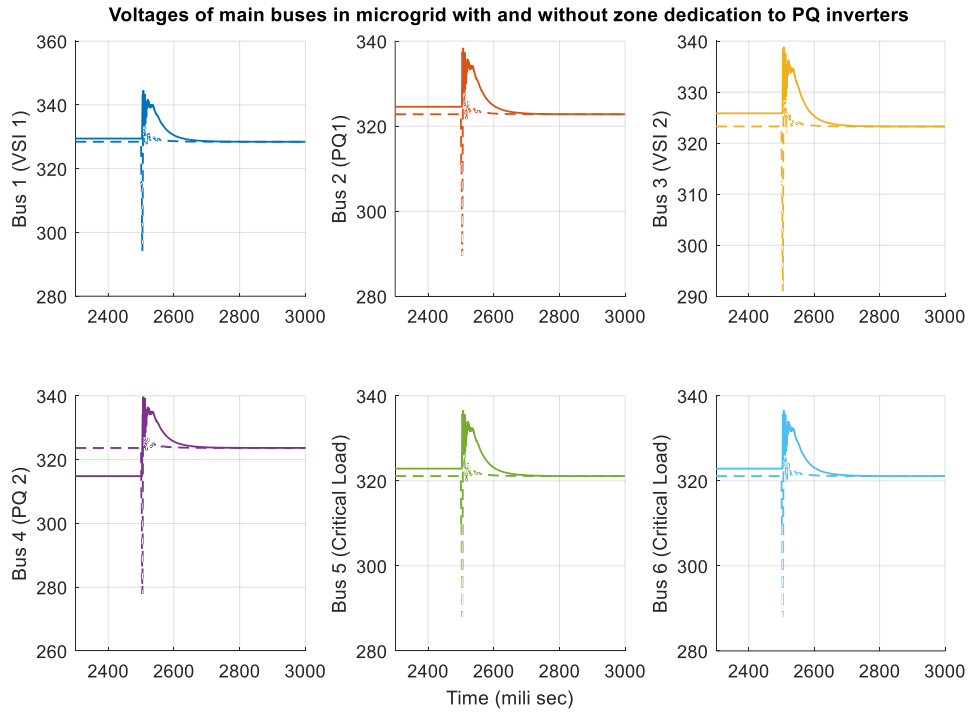 Voltages of main buses in microgrid with and without zone dedication to PQ inverters
Bus 1 (VSI 1)
360
340
320
300
280
2400 2600 2800 3000
Bus 2 (PQ1)
340
320
300
280
2400 2600 2800 3000
Bus 3 (VSI 2)
340
330
320
310
300
290
2400 2600 2800 3000
Bus 4 (PQ 2)
340
320
300
280
260
2400 2600 2800 3000
Bus 5 (Critical Load)
340
320
300
280
2400 2600 2800 3000
Bus 6 (Critical Load)
340
320
300
280
2400 2600 2800 3000
Time (mili sec)